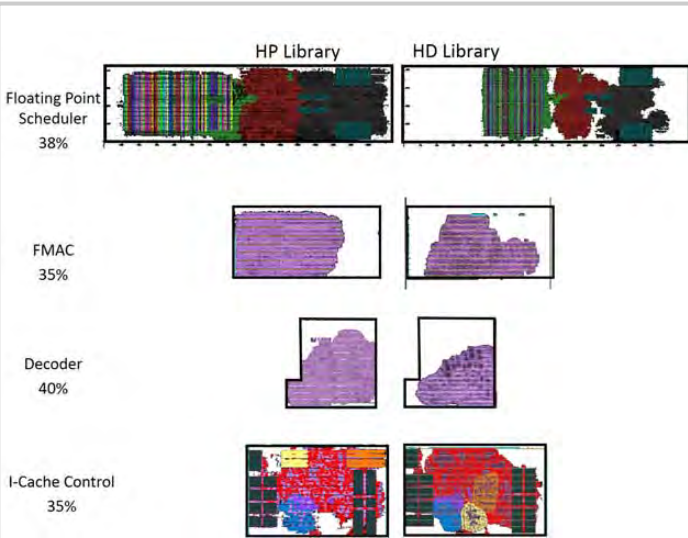 HP Library
HD Library
Floating Point
Scheduler
38%
FMAC
35%
Decoder
40%
I-Cache Control
35%